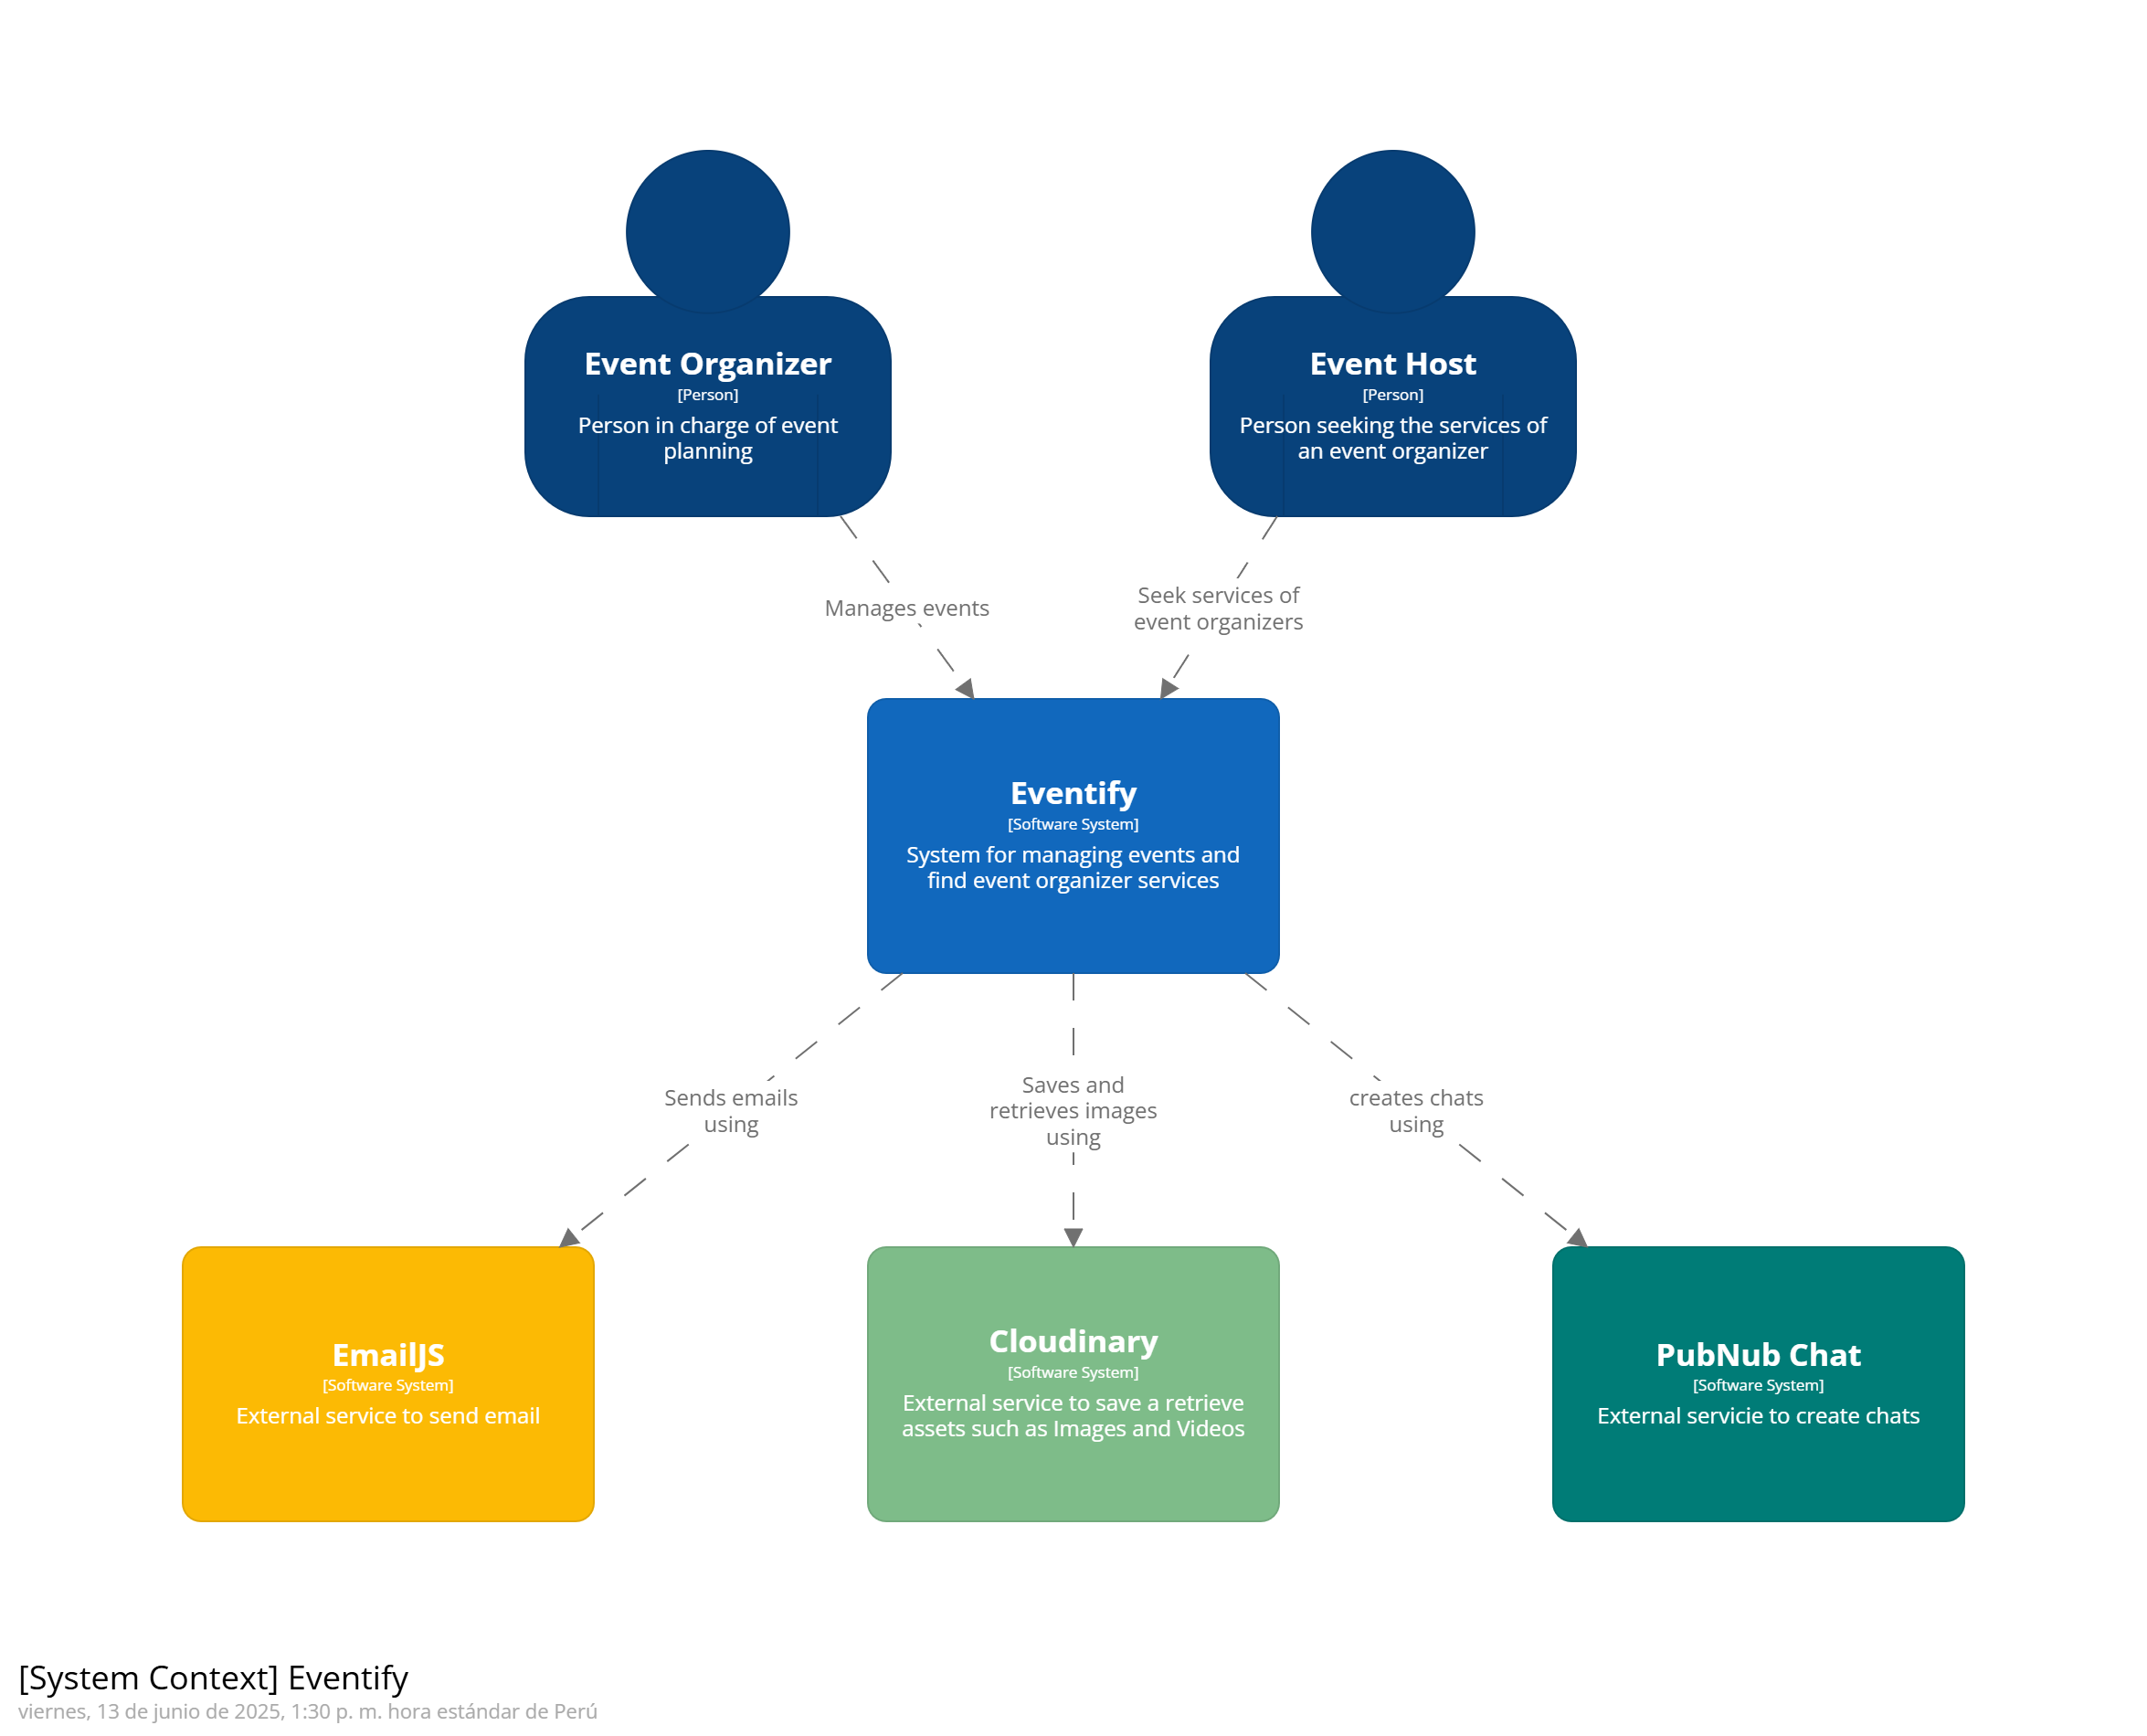 Event Organizer
[Person]
Person in charge of event
planning
Event Host
[Person]
Person seeking the services of
an event organizer
Manages events
Seek services of
event organizers
Eventify
[Software System]
System for managing events and
find event organizer services
Sends emails
using
Saves and
retrieves images
using
creates chats
using
EmailJS
[Software System]
External service to send email
Cloudinary
[Software System]
External service to save a retrieve
assets such as Images and Videos
PubNub Chat
[Software System]
External servicie to create chats
[System Context] Eventify
viernes, 13 de junio de 2025, 1:30 p. m. hora estándar de Perú